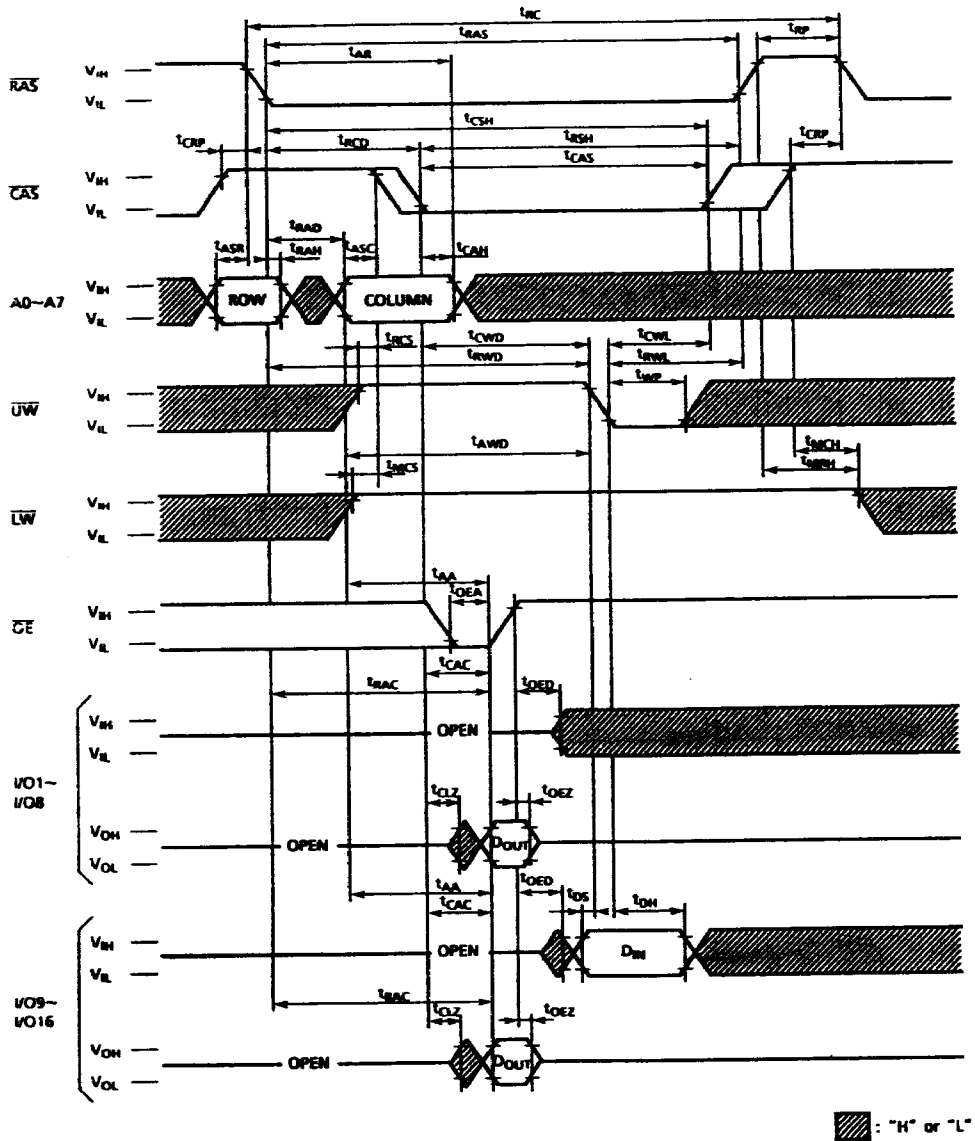 tRC
tRAS
tRP
tAR
RAS
VIH
VIL
tCSH
tCRP
tRCD
tRSH
tCRP
tCAS
CAS
VIH
VIL
tRAD
tASR
tRAH
tASC
tCAH
A0~A7
VIH
VIL
ROW
COLUMN
tRCS
tCWD
tCWL
tRWD
tRWL
tWP
UW
VIH
VIL
tAWD
tMCH
tMCS
tMRH
LW
VIH
VIL
tAA
tOEA
OE
VIH
VIL
tCAC
tRAC
tOED
VIH
VIL
OPEN
I/O1~
I/O8
tCLZ
tOEZ
VOH
VOL
OPEN
DOUT
tOED
tAA
tCAC
tDS
tDH
VIH
VIL
OPEN
DIN
I/O9~
I/O16
tRAC
tCLZ
tOEZ
VOH
VOL
OPEN
DOUT
: "H" or "L"